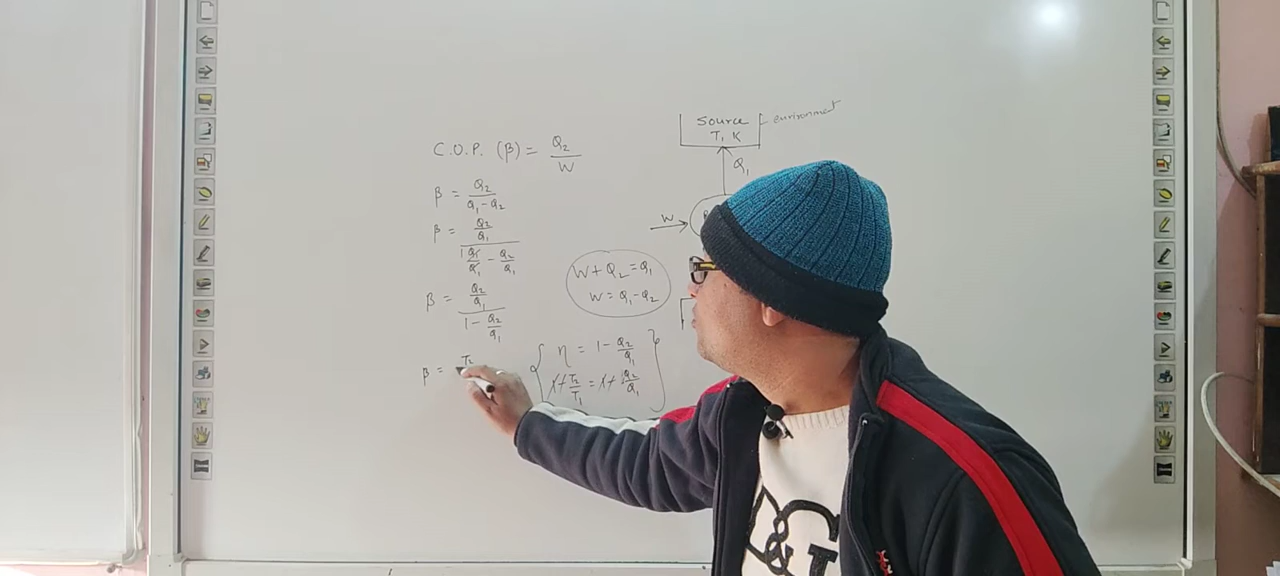 C.O.P. (β) = Q₂/W
β = Q₂/(Q₁-Q₂)
β = (Q₂/Q₁)/(1 Q₁/Q₁ - Q₂/Q₁)
β = (Q₂/Q₁)/(1 - Q₂/Q₁)
β = T₂
Source
T₁ K
environment
Q₁
W
W + Q₂ = Q₁
W = Q₁-Q₂
η = 1 - Q₂/Q₁
1 + T₂/T₁ = 1 + Q₂/Q₁
G